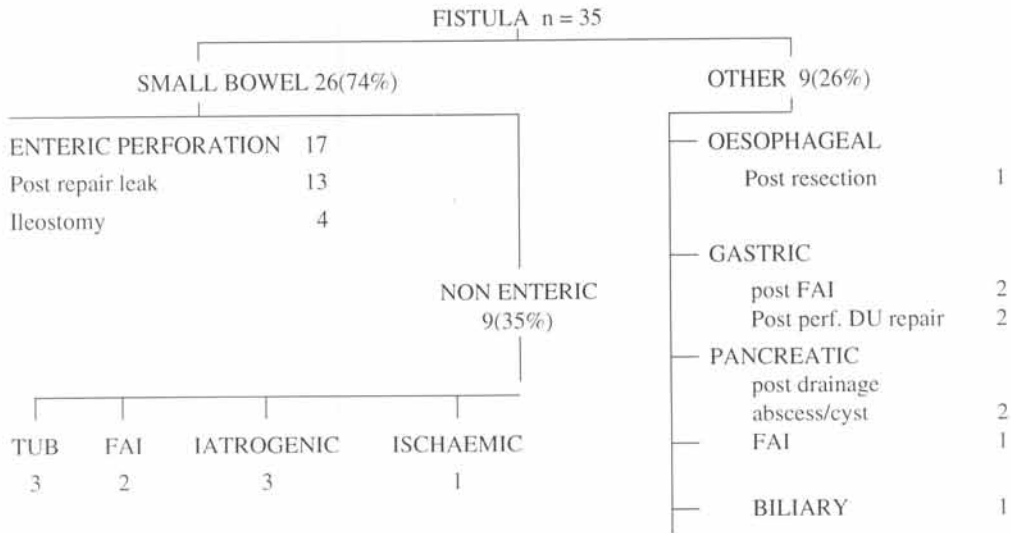 FISTULA n = 35
SMALL BOWEL 26(74%)
ENTERIC PERFORATION 17
Post repair leak 13
Ileostomy 4
NON ENTERIC
9(35%)
TUB FAI IATROGENIC ISCHAEMIC
3 2 3 1
OTHER 9(26%)
OESOPHAGEAL
Post resection 1
GASTRIC
post FAI 2
Post perf. DU repair 2
PANCREATIC
post drainage
abscess/cyst 2
FAI 1
BILIARY 1